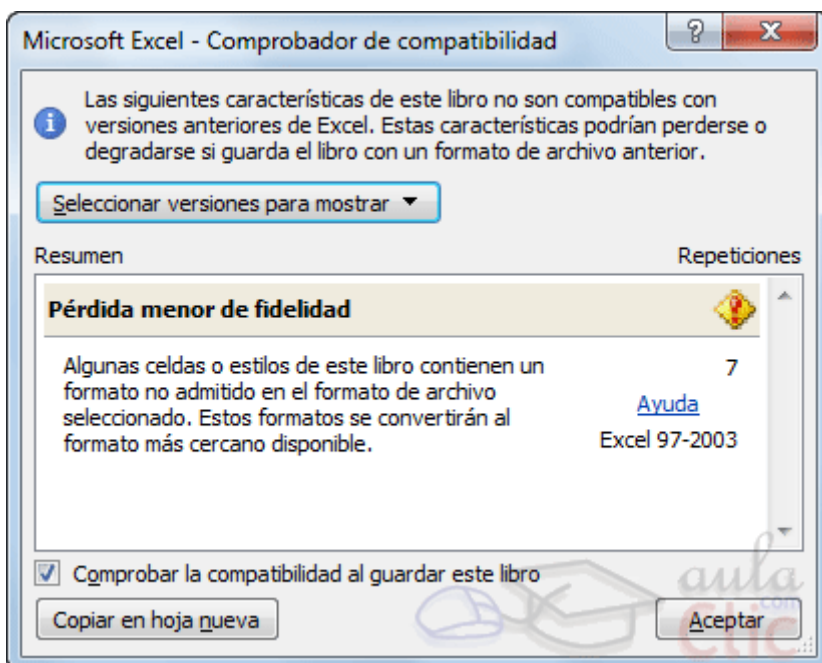 Microsoft Excel - Comprobador de compatibilidad
Las siguientes características de este libro no son compatibles con
versiones anteriores de Excel. Estas características podrían perderse o
degradarse si guarda el libro con un formato de archivo anterior.
Seleccionar versiones para mostrar
Resumen Repeticiones
Pérdida menor de fidelidad
Algunas celdas o estilos de este libro contienen un 7
formato no admitido en el formato de archivo
seleccionado. Estos formatos se convertirán al Ayuda
formato más cercano disponible. Excel 97-2003
Comprobar la compatibilidad al guardar este libro
Copiar en hoja nueva Aceptar
aula
Clic
.com